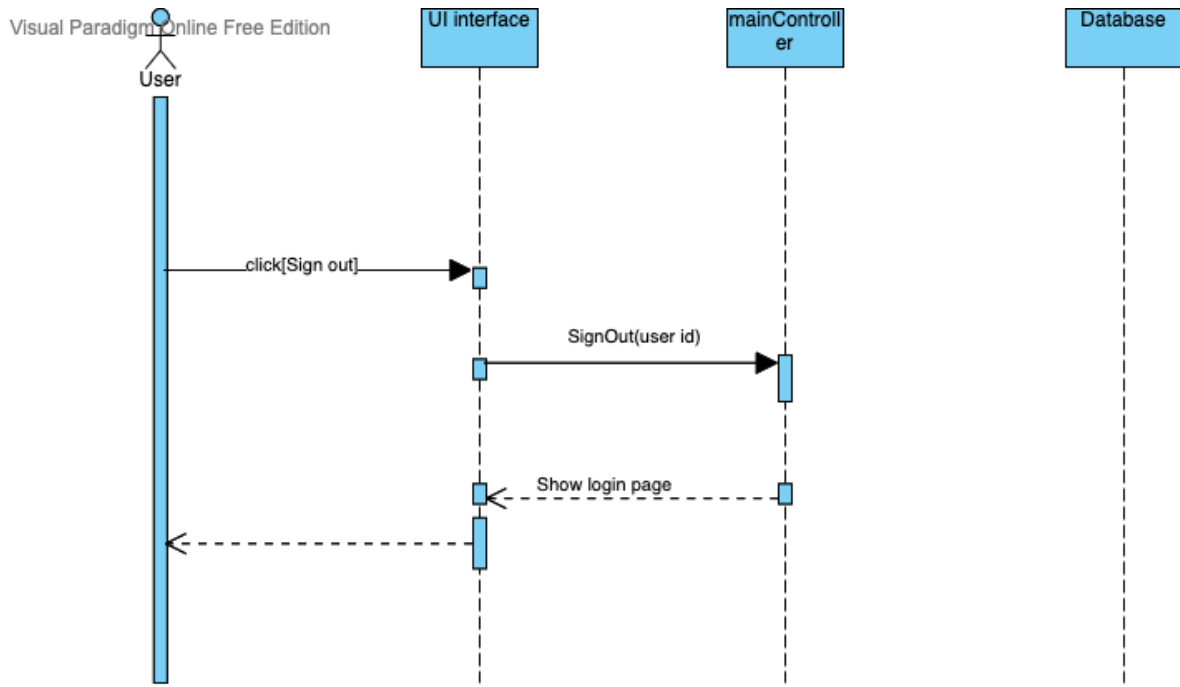 Visual Paradigm Online Free Edition
User
UI interface
mainControll
er
Database
click[Sign out]
SignOut(user id)
Show login page